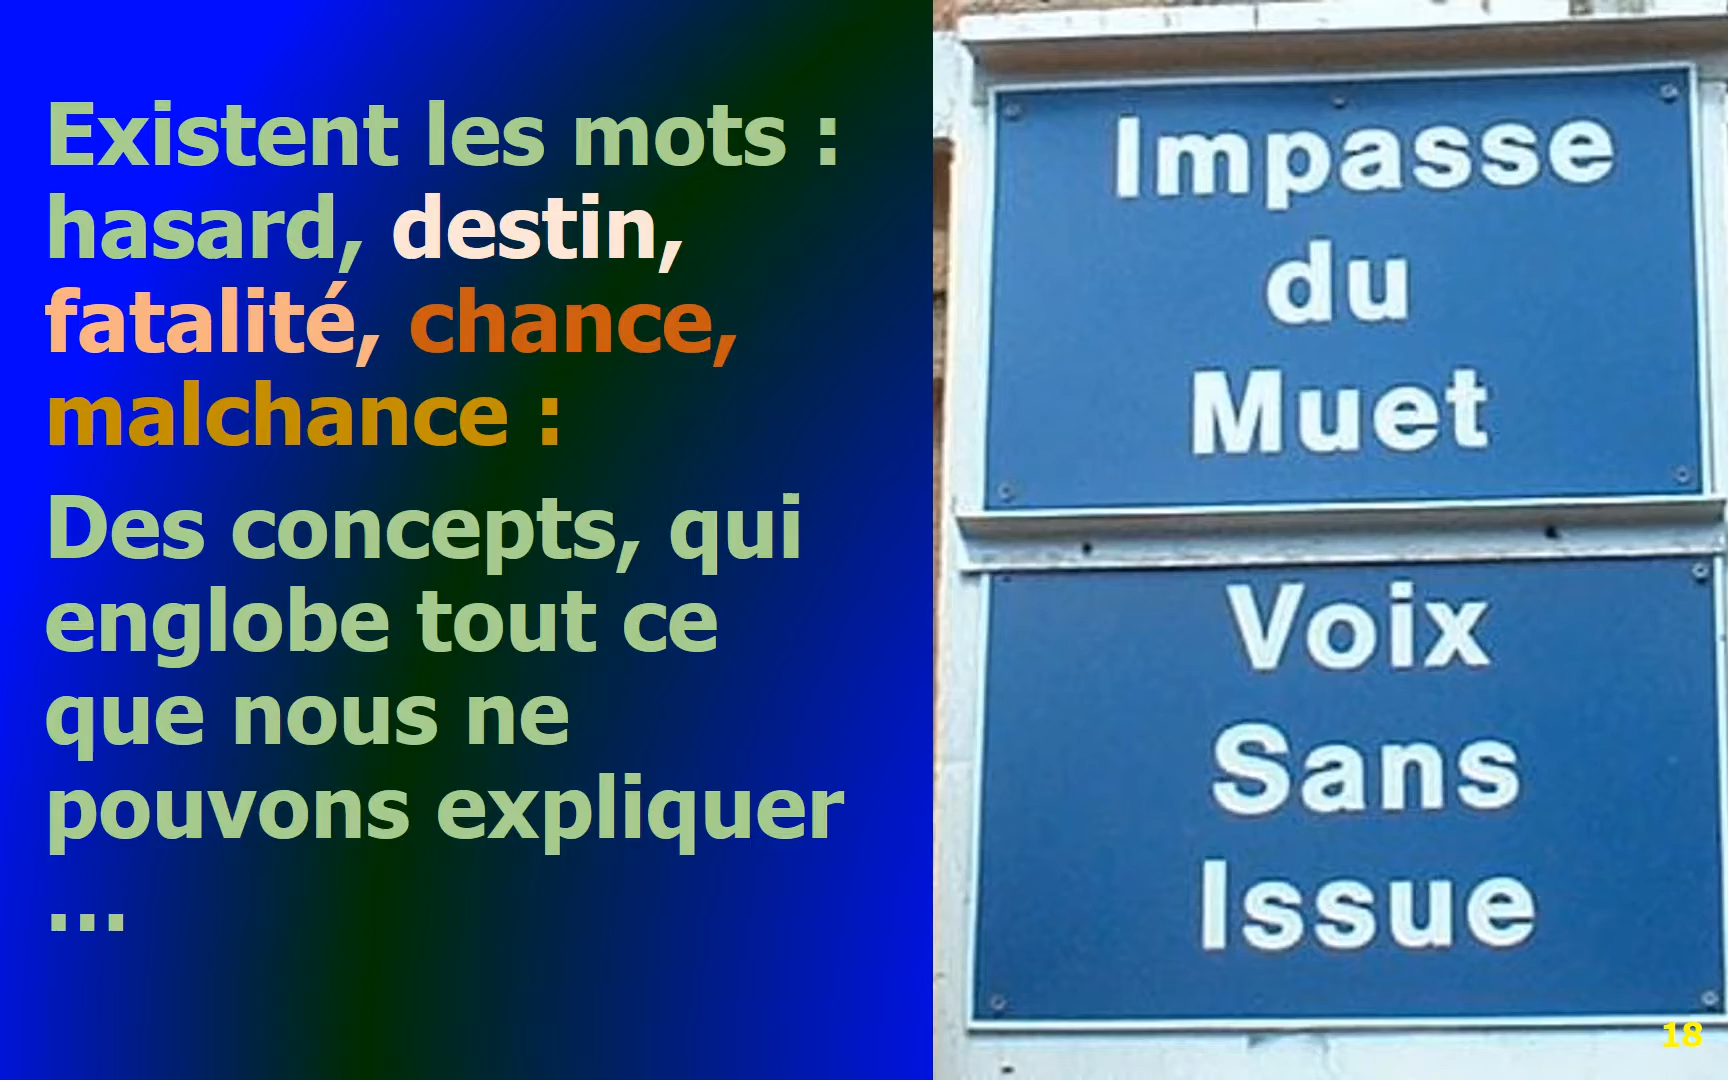 Existent les mots :
hasard, destin,
fatalité, chance,
malchance :
Des concepts, qui
englobe tout ce
que nous ne
pouvons expliquer
...
Impasse
du
Muet
Voix
Sans
Issue
18